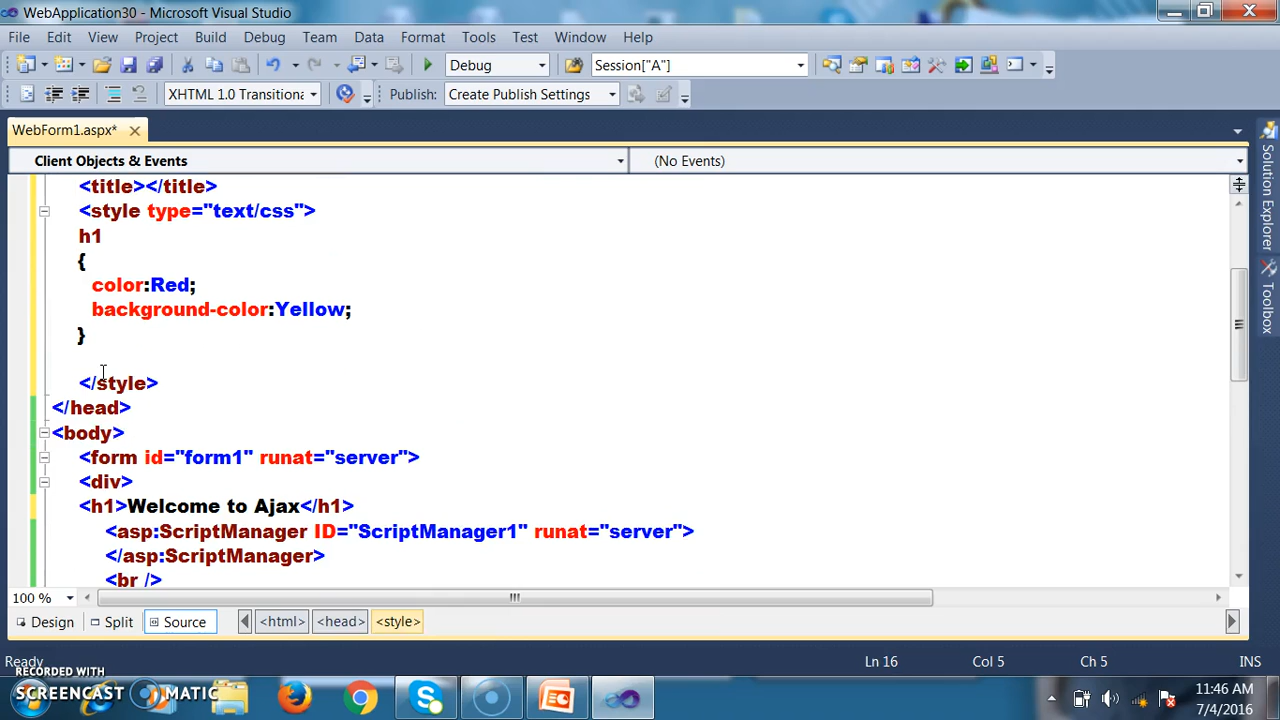 WebApplication30 - Microsoft Visual Studio
File Edit View Project Build Debug Team Data Format Tools Test Window Help
Debug Session["A"]
XHTML 1.0 Transitiona Publish: Create Publish Settings
WebForm1.aspx*
Client Objects & Events (No Events)
<title></title>
<style type="text/css">
h1
{
color:Red;
background-color:Yellow;
}
</style>
</head>
<body>
<form id="form1" runat="server">
<div>
<h1>Welcome to Ajax</h1>
<asp:ScriptManager ID="ScriptManager1" runat="server">
</asp:ScriptManager>
<br />
100 %
Design Split Source <html> <head> <style>
Ready Ln 16 Col 5 Ch 5 INS
RECORDED WITH
SCREENCAST MATIC
11:46 AM
7/4/2016
Solution Explorer
Toolbox